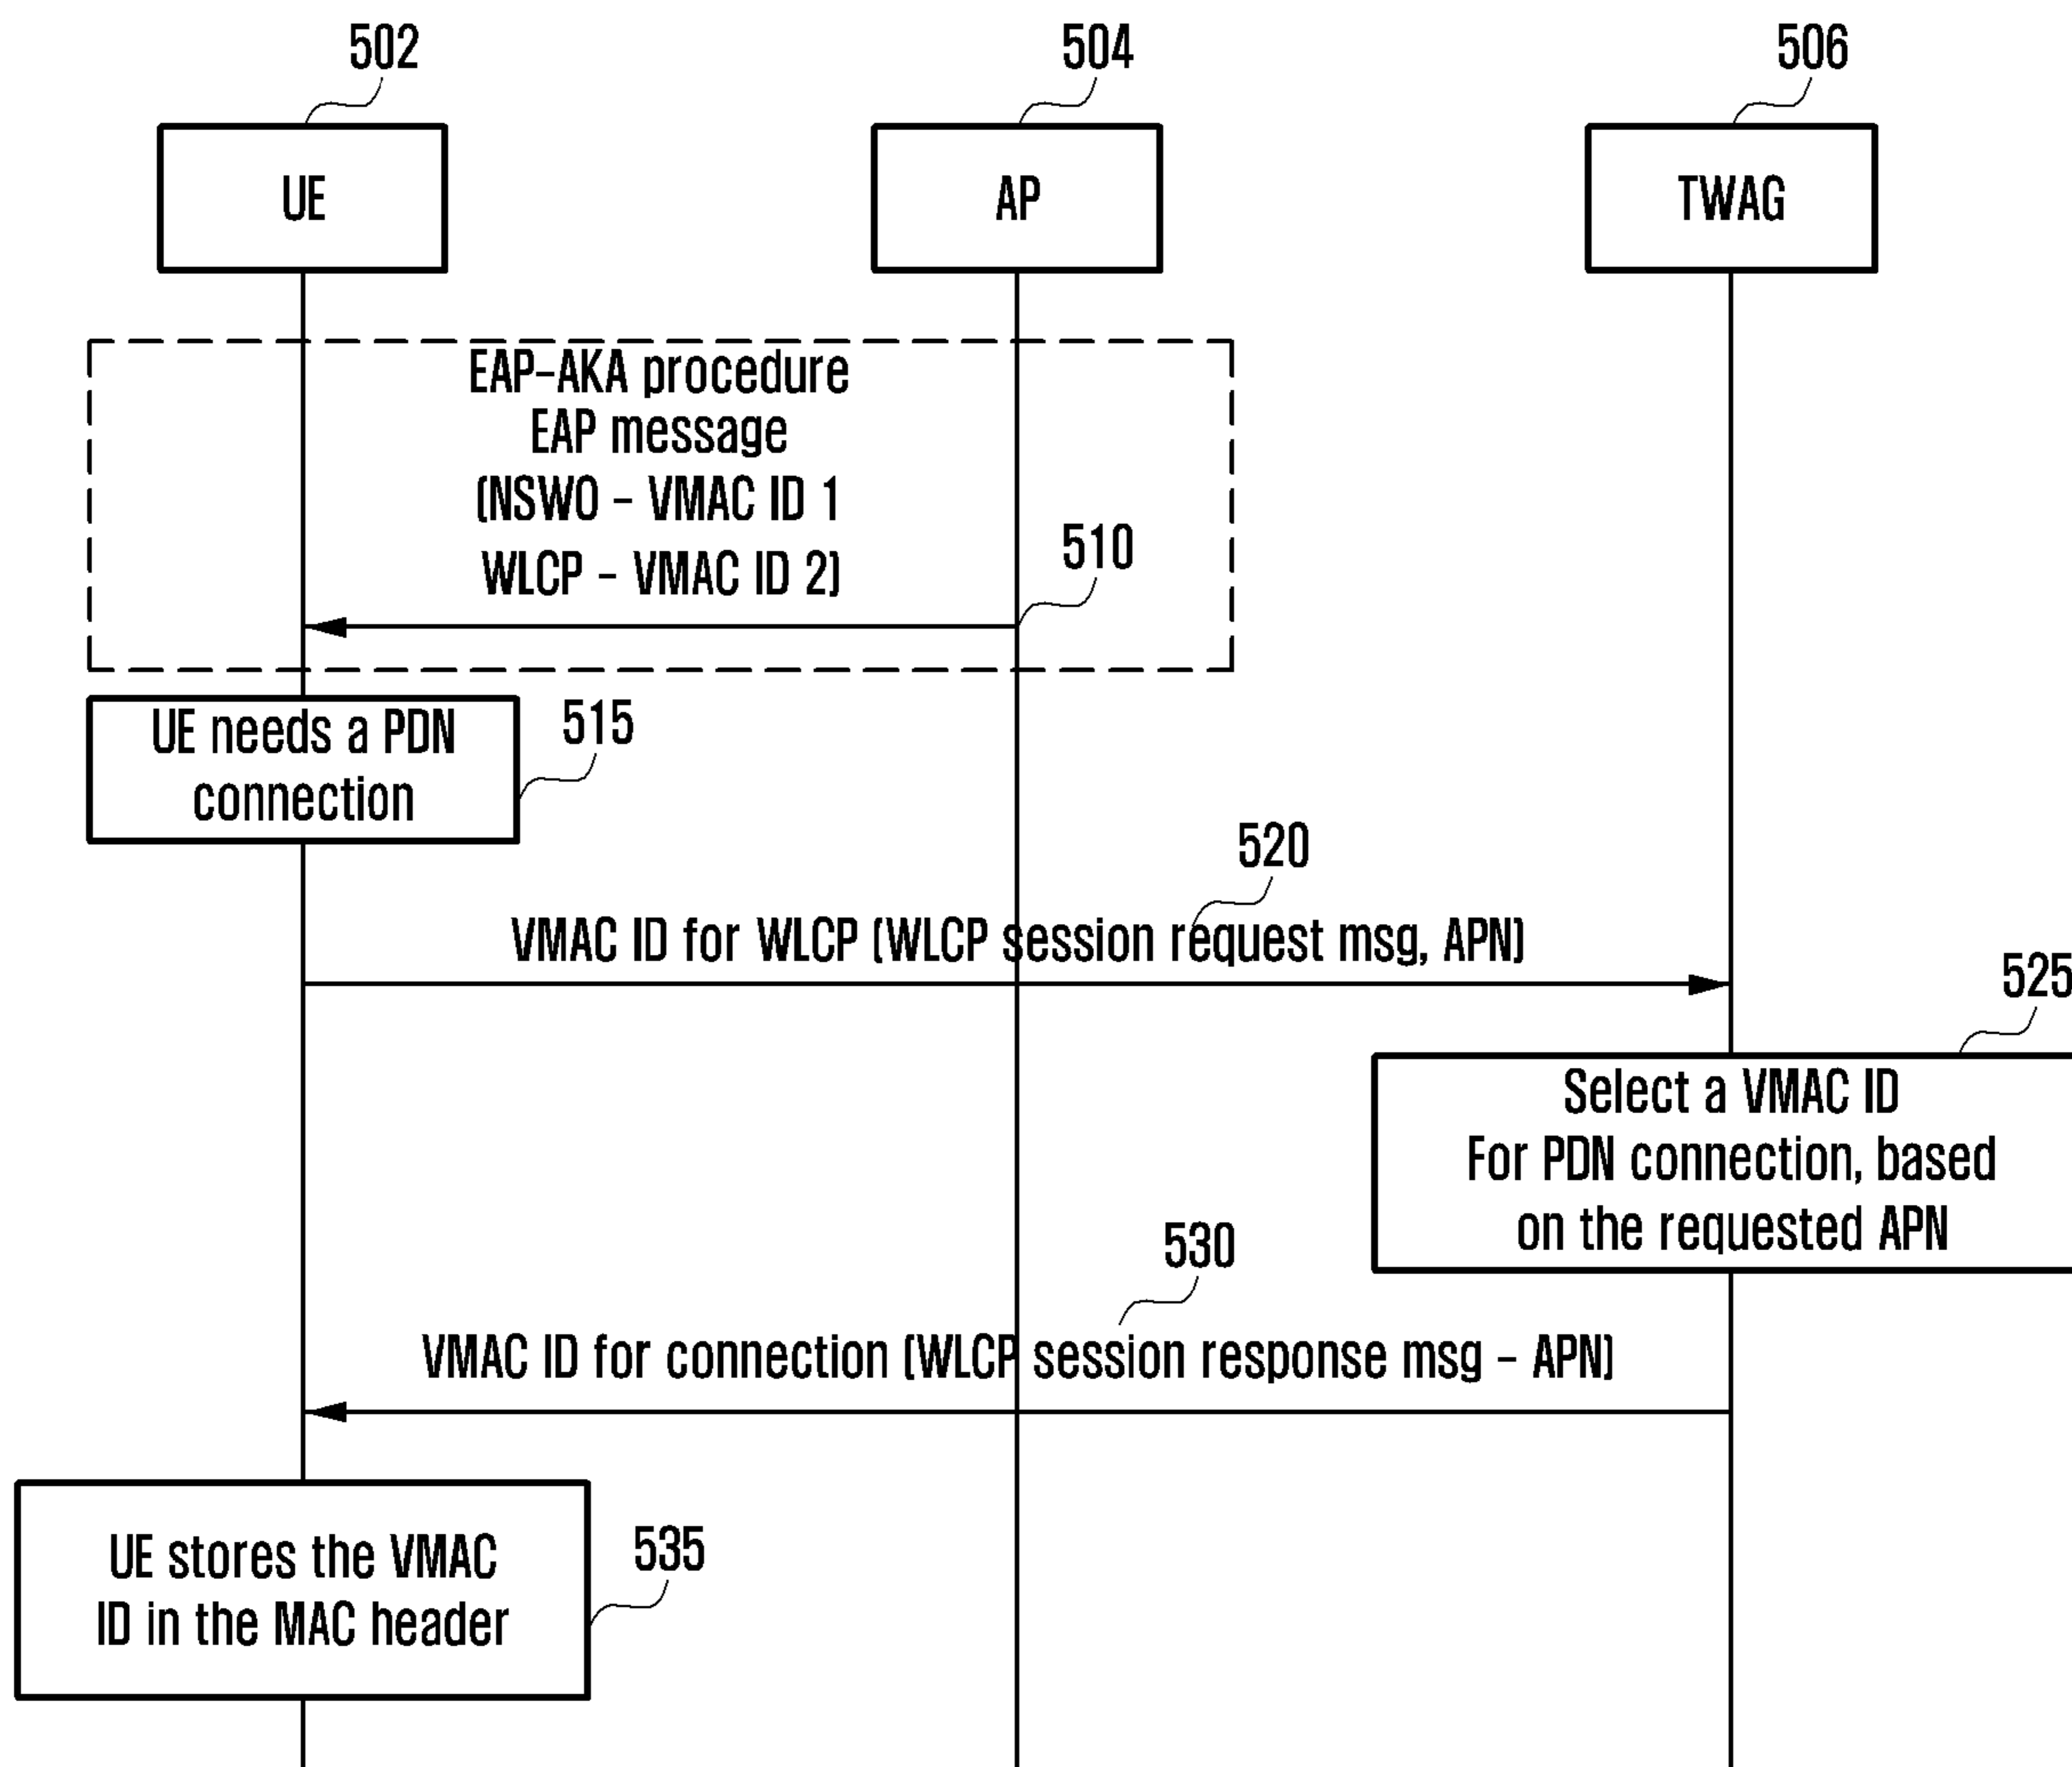 502
504
506
UE
AP
TWAG
EAP-AKA procedure
EAP message
(NSWO - VMAC ID 1
WLCP - VMAC ID 2)
510
UE needs a PDN
connection
515
520
VMAC ID for WLCP (WLCP session request msg, APN)
525
Select a VMAC ID
For PDN connection, based
on the requested APN
530
VMAC ID for connection (WLCP session response msg - APN)
UE stores the VMAC
ID in the MAC header
535